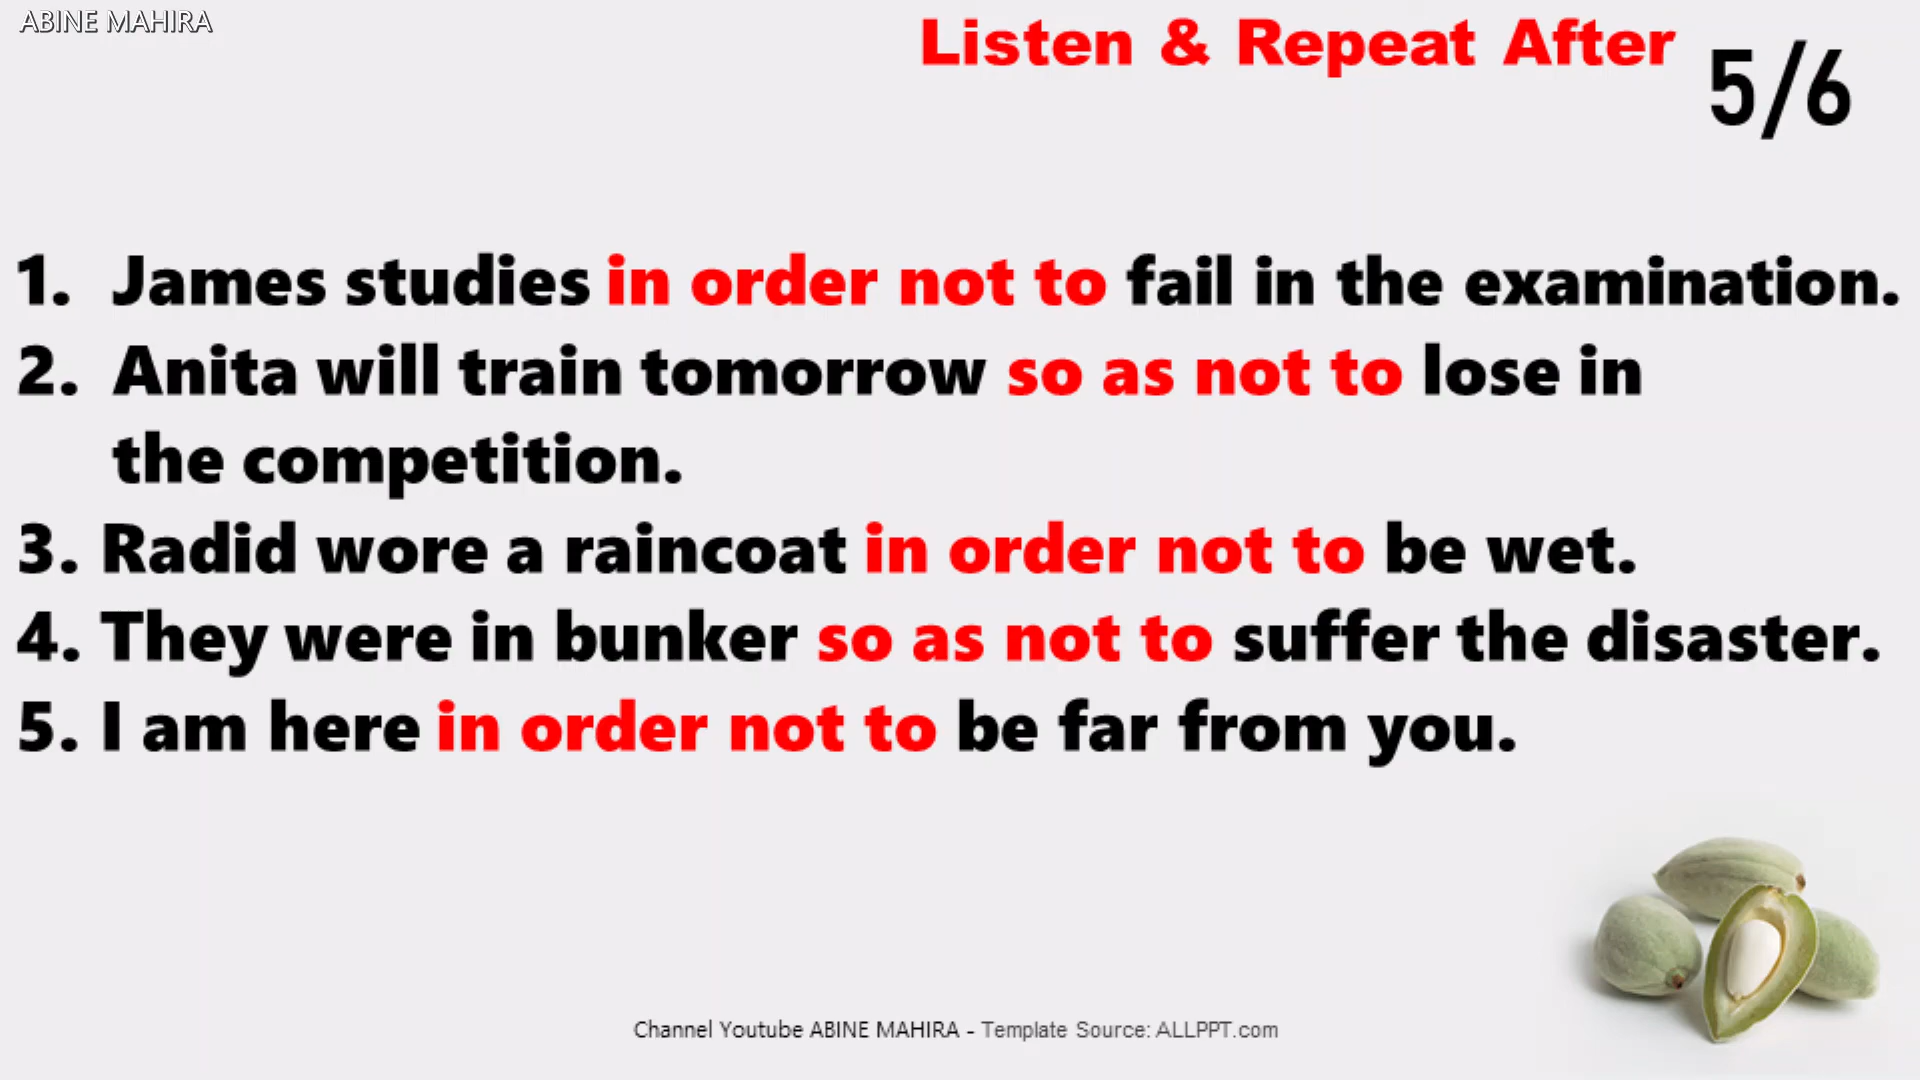 ABINE MAHIRA
Listen & Repeat After
5/6
1. James studies in order not to fail in the examination.
2. Anita will train tomorrow so as not to lose in
the competition.
3. Radid wore a raincoat in order not to be wet.
4. They were in bunker so as not to suffer the disaster.
5. I am here in order not to be far from you.
Channel Youtube ABINE MAHIRA - Template Source: ALLPPT.com